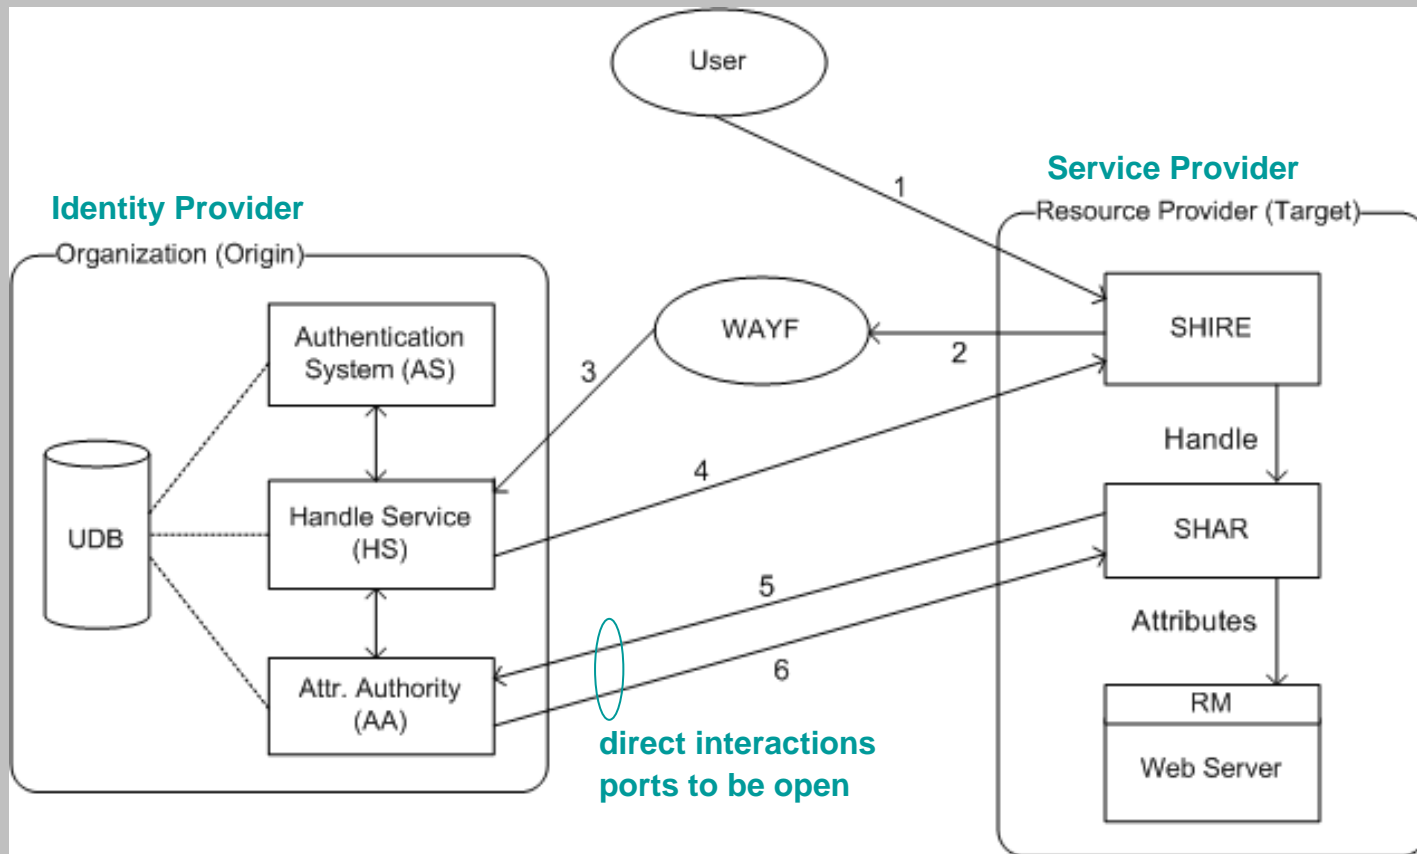 User
1
Service Provider
Resource Provider (Target)
Identity Provider
Organization (Origin)
Authentication
System (AS)
WAYF
2
3
SHIRE
Handle
4
UDB
Handle Service
(HS)
SHAR
5
Attributes
6
Attr. Authority
(AA)
direct interactions
ports to be open
RM
Web Server